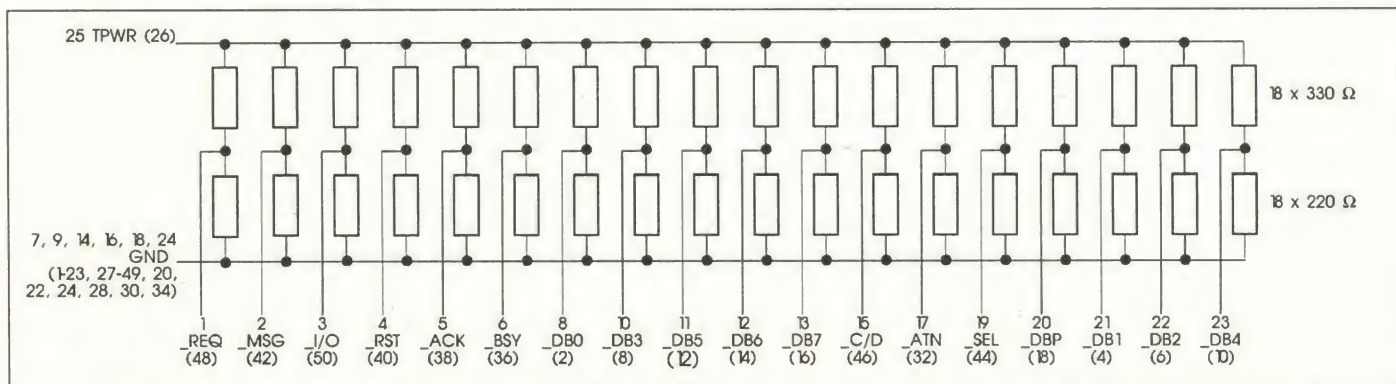 25 TPWR (26)
18 x 330 Ω
18 x 220 Ω
7, 9, 14, 16, 18, 24
GND
(1-23, 27-49, 20,
22, 24, 28, 30, 34)
1 2 3 4 5 6 8 10 11 12 13 15 17 19 20 21 22 23
_REQ _MSG _I/O _RST _ACK _BSY _DB0 _DB3 _DB5 _DB6 _DB7 _C/D _ATN _SEL _DBP _DB1 _DB2 _DB4
(48) (42) (50) (40) (38) (36) (2) (8) (12) (14) (16) (46) (32) (44) (18) (4) (6) (10)